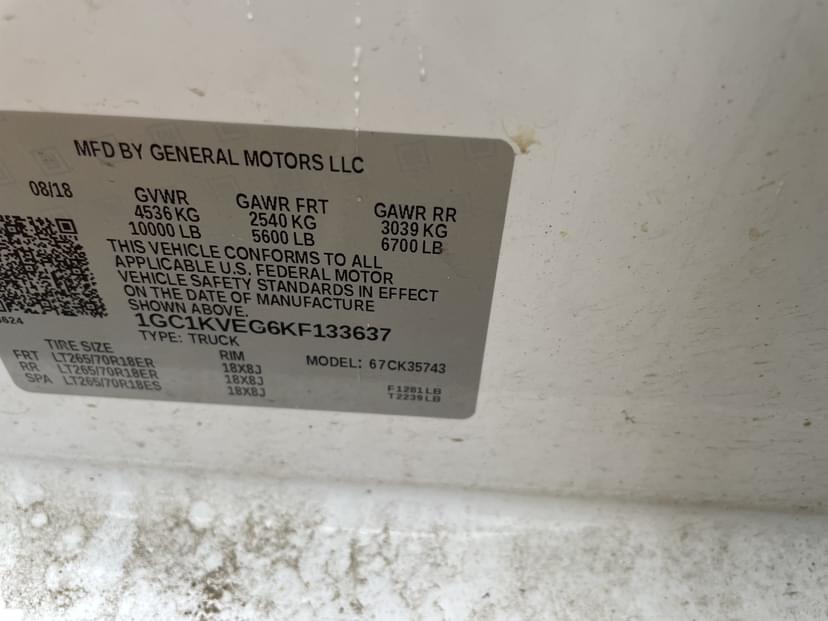 MFD BY GENERAL MOTORS LLC
08/18 GVWR GAWR FRT GAWR RR
4536 KG 2540 KG 3039 KG
10000 LB 5600 LB 6700 LB
THIS VEHICLE CONFORMS TO ALL
APPLICABLE U.S. FEDERAL MOTOR
VEHICLE SAFETY STANDARDS IN EFFECT
ON THE DATE OF MANUFACTURE
SHOWN ABOVE.
1GC1KVEG6KF133637
TYPE: TRUCK
MODEL: 67CK35743
TIRE SIZE RIM
FRT LT265/70R18ER 18X8J
RR LT265/70R18ER 18X8J
SPA LT265/70R18ES 18X8J
F1281LB
T2239LB